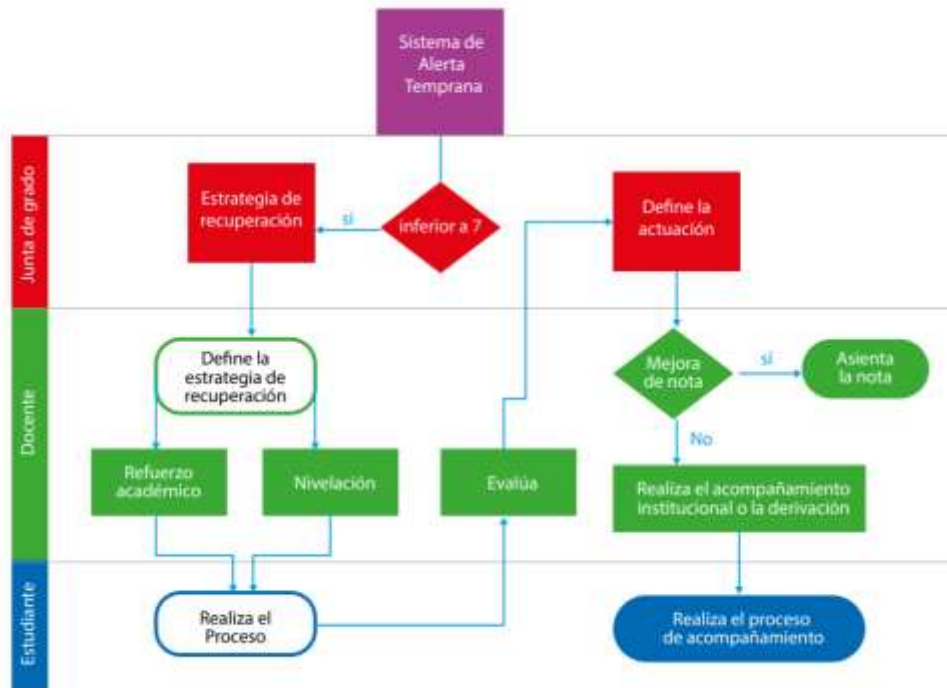 Sistema de
Alerta
Temprana
Junta de grado
Estrategia de
recuperación
sí
inferior a 7
Define la
actuación
Docente
Define la
estrategia de
recuperación
Mejora
de nota
sí
Asienta
la nota
No
Refuerzo
académico
Nivelación
Evalúa
Realiza el acompañamiento
institucional o la derivación
Estudiante
Realiza el
Proceso
Realiza el proceso
de acompañamiento